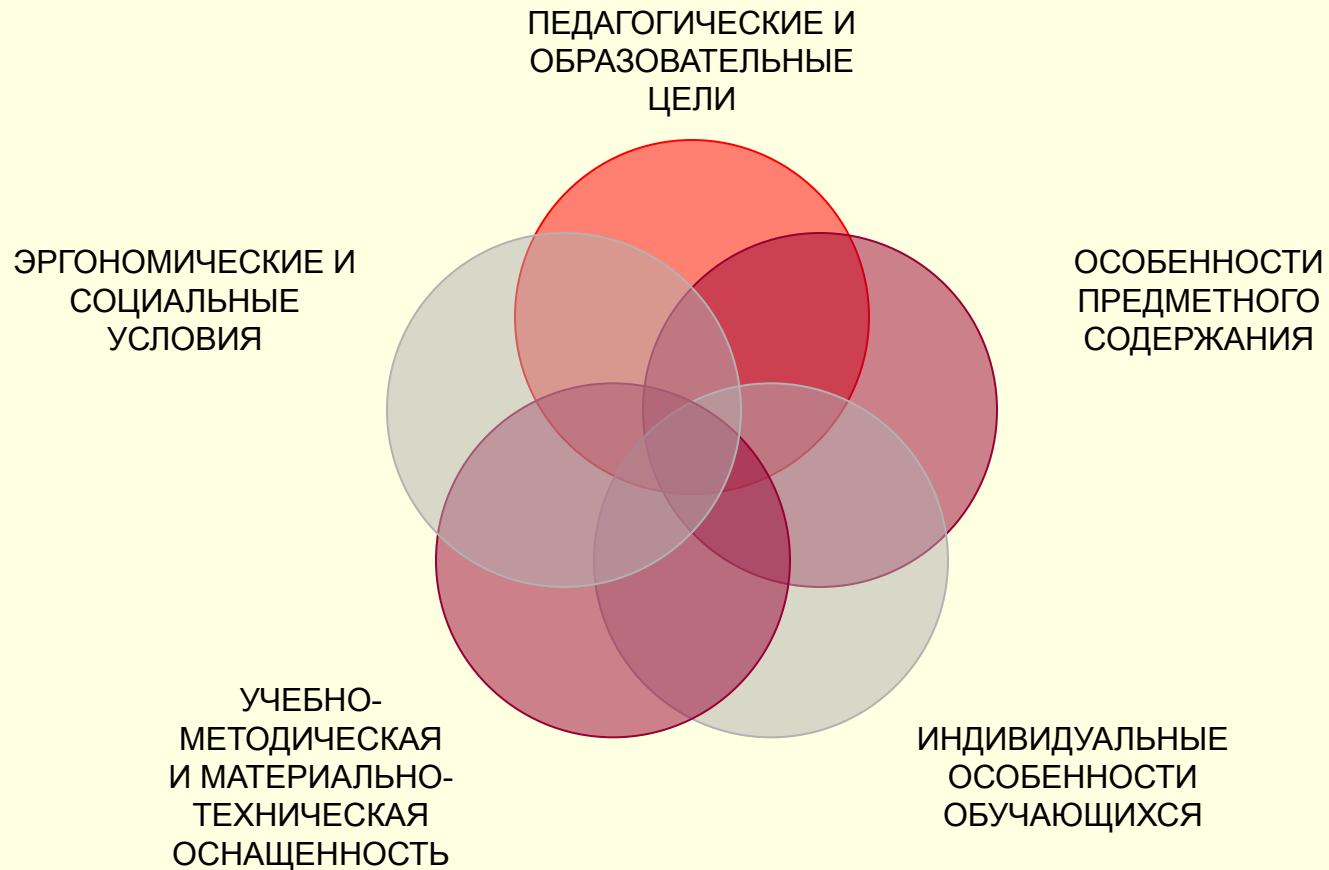 ПЕДАГОГИЧЕСКИЕ И
ОБРАЗОВАТЕЛЬНЫЕ
ЦЕЛИ
ЭРГОНОМИЧЕСКИЕ И
СОЦИАЛЬНЫЕ
УСЛОВИЯ
ОСОБЕННОСТИ
ПРЕДМЕТНОГО
СОДЕРЖАНИЯ
УЧЕБНО-
МЕТОДИЧЕСКАЯ
И МАТЕРИАЛЬНО-
ТЕХНИЧЕСКАЯ
ОСНАЩЕННОСТЬ
ИНДИВИДУАЛЬНЫЕ
ОСОБЕННОСТИ
ОБУЧАЮЩИХСЯ